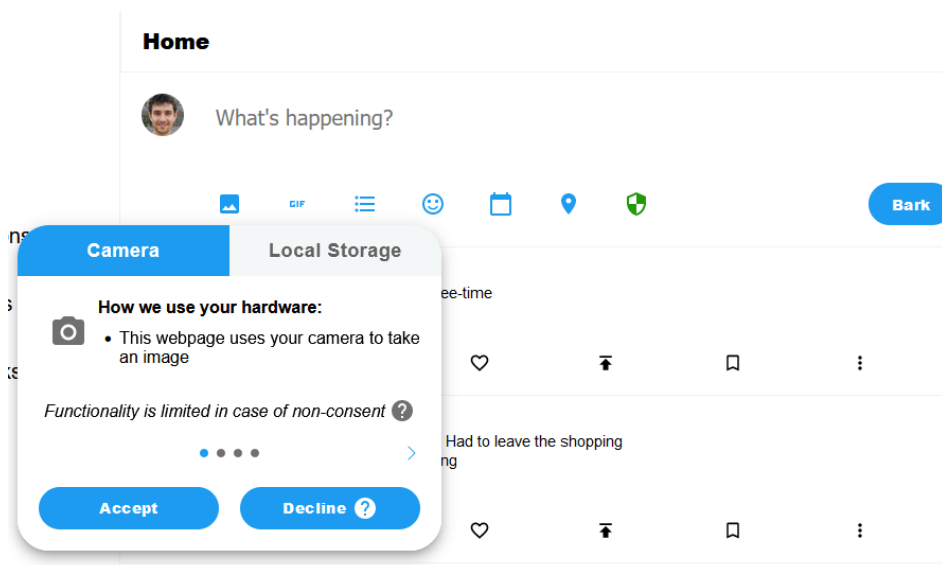 Home
What's happening?
GIF
Bark
ns
Camera
Local Storage
ee-time
How we use your hardware:
s
• This webpage uses your camera to take
an image
ks
Functionality is limited in case of non-consent ?
Had to leave the shopping
ng
Accept
Decline ?